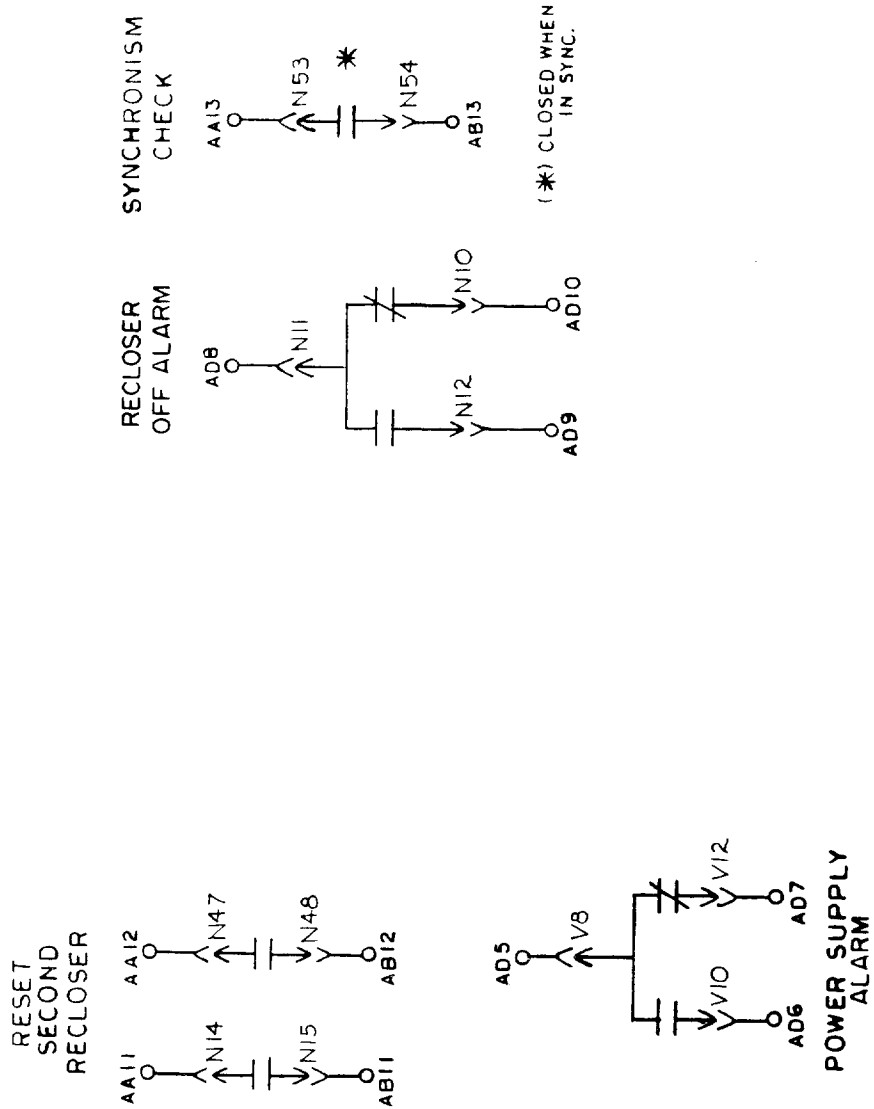 SYNCHRONISM
CHECK
AA13
N53
*
N54
AB13
(*) CLOSED WHEN
IN SYNC.
RECLOSER
OFF ALARM
AD8
N11
N12
N10
AD9
AD10
RESET
SECOND
RECLOSER
AA11
AA12
N14
N47
N15
N48
AB11
AB12
AD5
V8
V10
V12
AD6
AD7
POWER SUPPLY
ALARM